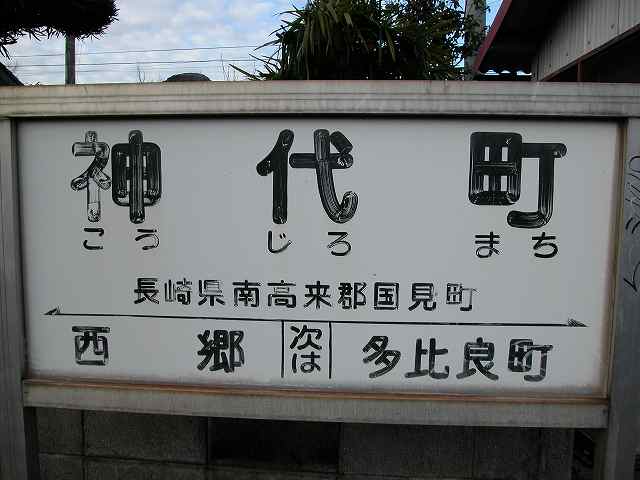 神代町
こうじろまち
長崎県南高来郡国見町
西郷 次は 多比良町